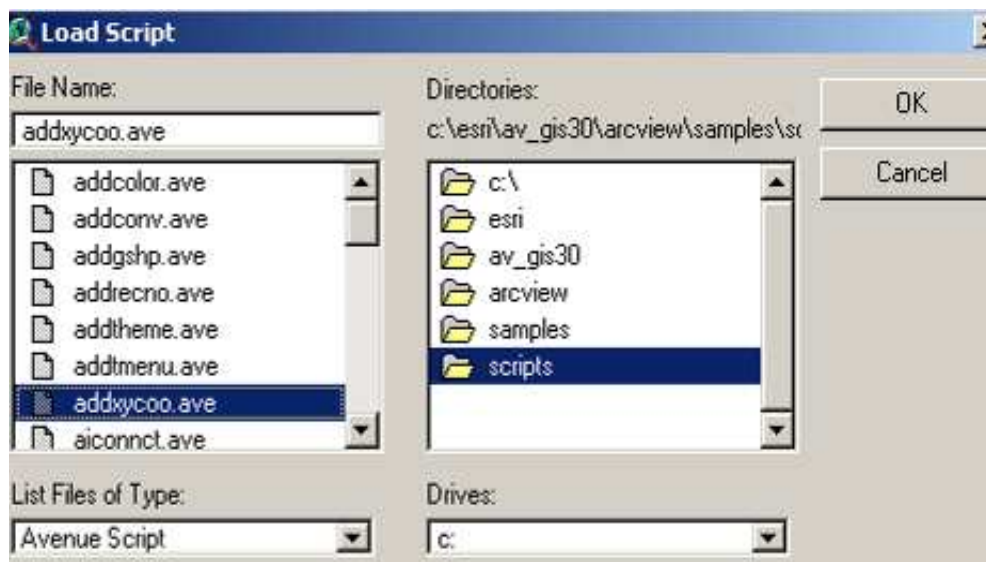 Load Script
File Name:
addxycoo.ave
addcolor.ave
addconv.ave
addgshp.ave
addrecno.ave
addtheme.ave
addtmenu.ave
addxycoo.ave
aiconnct.ave
List Files of Type:
Avenue Script
Directories:
c:\esri\av_gis30\arcview\samples\sc
c:\
esri
av_gis30
arcview
samples
scripts
Drives:
c:
OK
Cancel